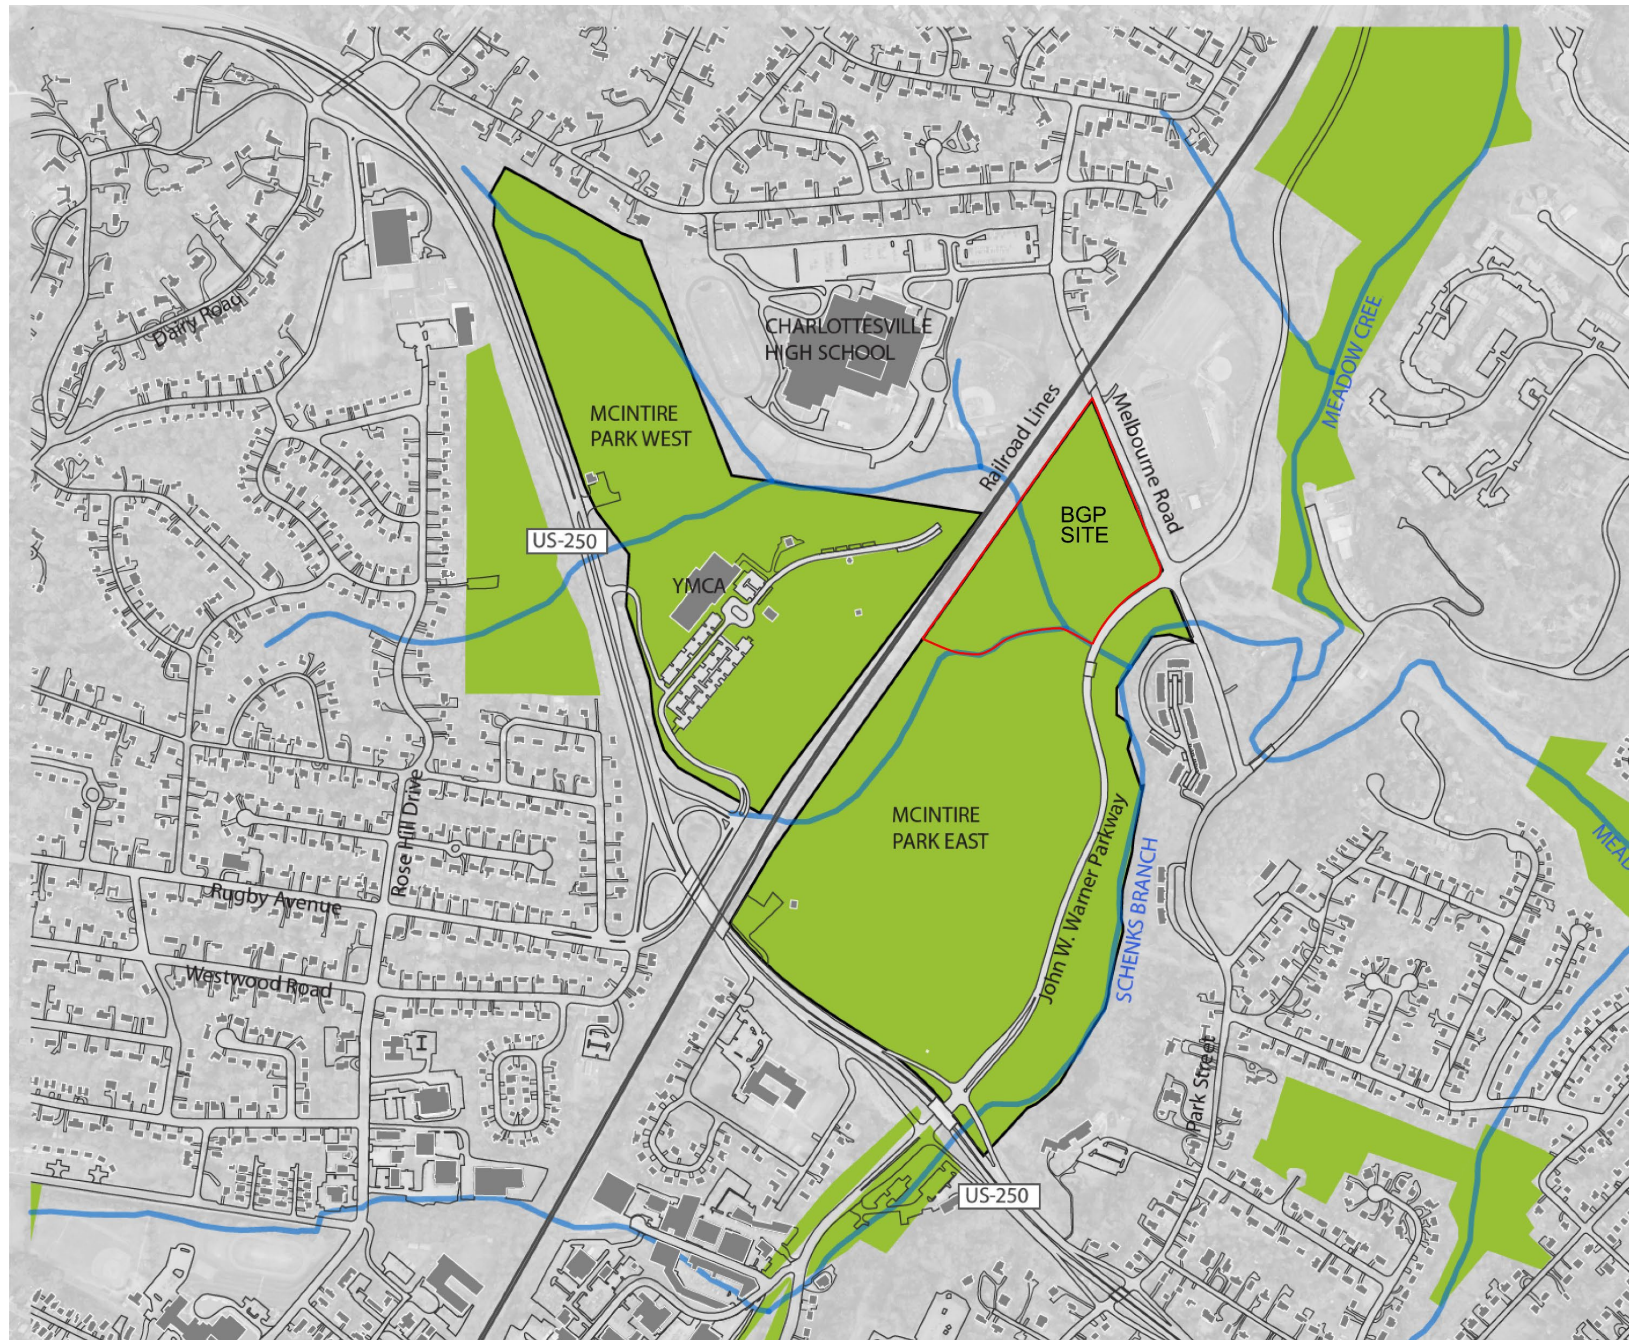 Dairy Road
CHARLOTTESVILLE
HIGH SCHOOL
MEADOW CREE
MCINTIRE
PARK WEST
Railroad Lines
Melbourne Road
BGP
SITE
US-250
YMCA
MCINTIRE
PARK EAST
Rose Hill Drive
John W. Warner Parkway
SCHENKS BRANCH
MEAD
Rugby Avenue
Westwood Road
Park Street
US-250